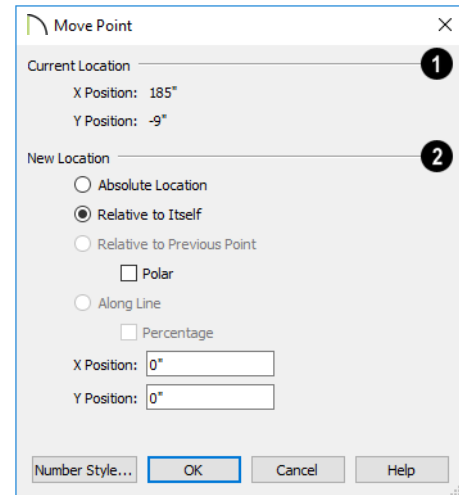 Move Point
Current Location 1
X Position: 185"
Y Position: -9"
New Location 2
Absolute Location
Relative to Itself
Relative to Previous Point
Polar
Along Line
Percentage
X Position: 0"
Y Position: 0"
Number Style... OK Cancel Help